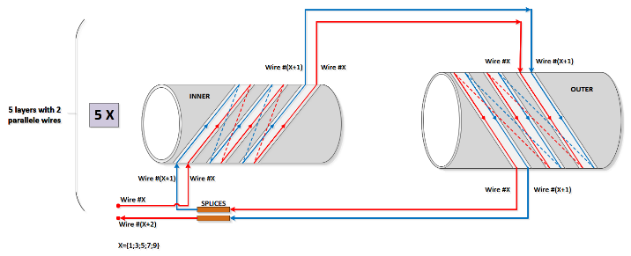 Wire #(X+1)
Wire #X
Wire #X
Wire #(X+1)
INNER
OUTER
5 layers with 2
parallele wires
5 X
Wire #(X+1)
Wire #X
Wire #X
Wire #(X+1)
Wire #X
SPLICES
Wire #(X+2)
X={1;3;5;7;9}